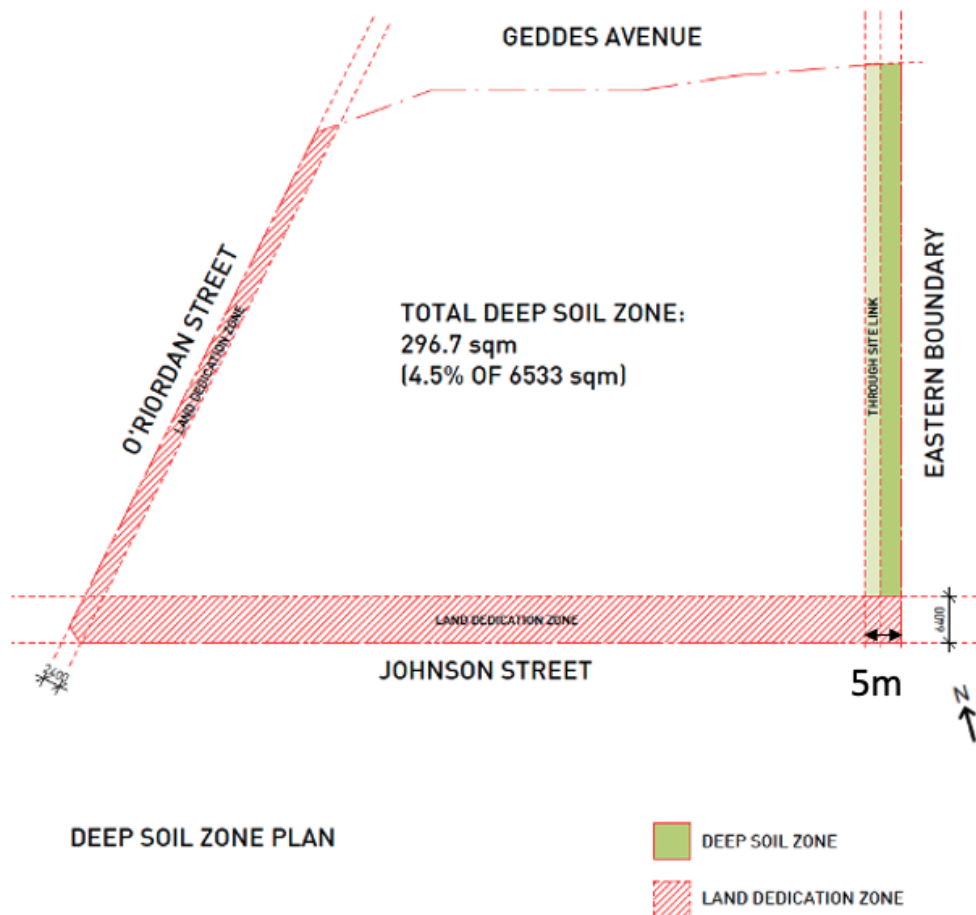 GEDDES AVENUE
O'RIORDAN STREET
LAND DEDICATION ZONE
TOTAL DEEP SOIL ZONE:
296.7 sqm
(4.5% OF 6533 sqm)
THROUGH SITE LINK
EASTERN BOUNDARY
LAND DEDICATION ZONE
6400
2400
JOHNSON STREET
5m
N
DEEP SOIL ZONE PLAN
DEEP SOIL ZONE
LAND DEDICATION ZONE